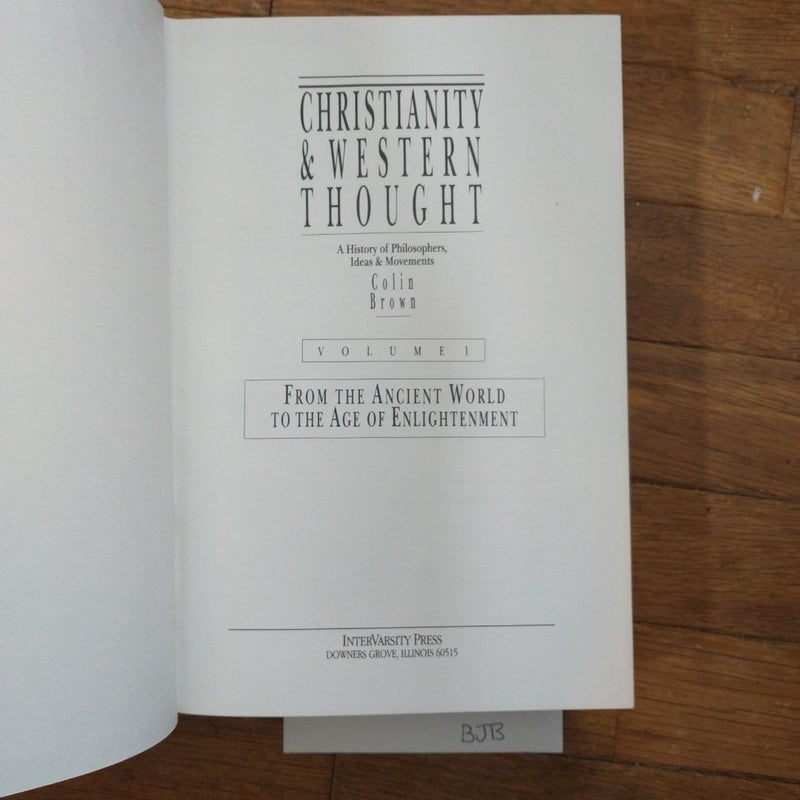 CHRISTIANITY
& WESTERN
THOUGHT
A History of Philosophers,
Ideas & Movements
Colin
Brown
VOLUME 1
FROM THE ANCIENT WORLD
TO THE AGE OF ENLIGHTENMENT
INTERVARSITY PRESS
DOWNERS GROVE, ILLINOIS 60515
BJB